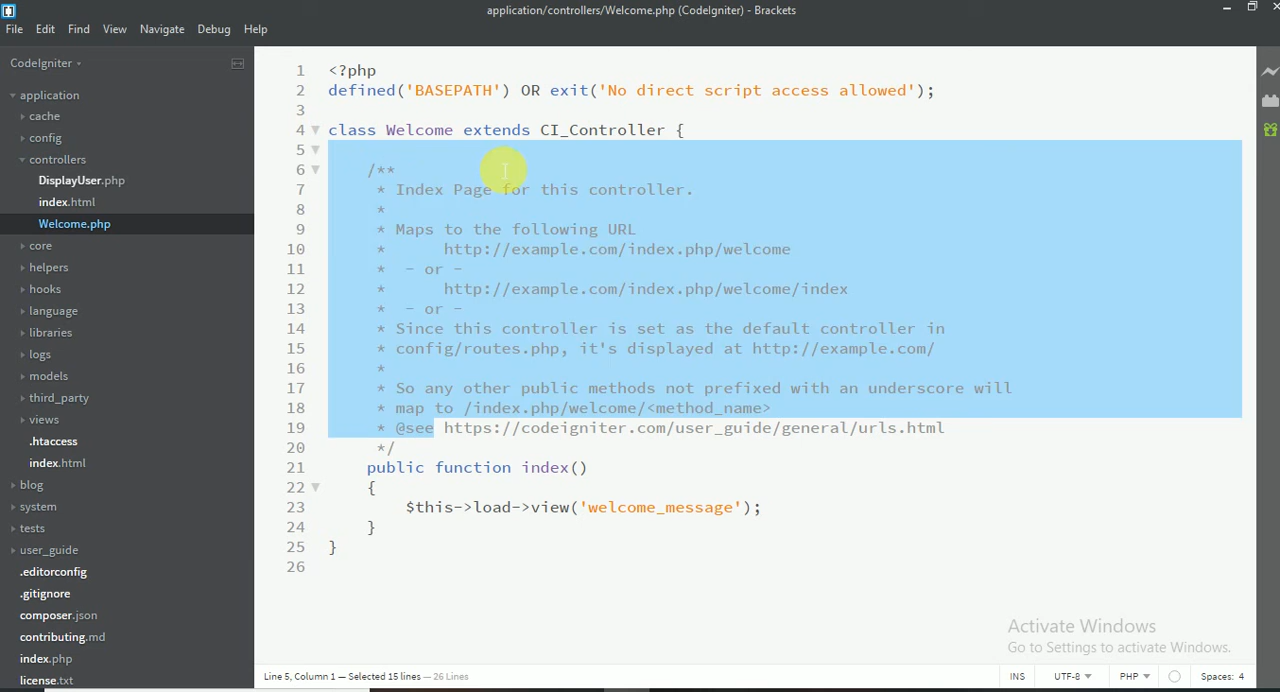 application/controllers/Welcome.php (CodeIgniter) - Brackets
File Edit Find View Navigate Debug Help
CodeIgniter
application
cache
config
controllers
DisplayUser.php
index.html
Welcome.php
core
helpers
hooks
language
libraries
logs
models
third_party
views
.htaccess
index.html
blog
system
tests
user_guide
.editorconfig
.gitignore
composer.json
contributing.md
index.php
license.txt
1 <?php
2 defined('BASEPATH') OR exit('No direct script access allowed');
3
4 class Welcome extends CI_Controller {
5
6 /**
7 * Index Page for this controller.
8 *
9 * Maps to the following URL
10 * http://example.com/index.php/welcome
11 * - or -
12 * http://example.com/index.php/welcome/index
13 * - or -
14 * Since this controller is set as the default controller in
15 * config/routes.php, it's displayed at http://example.com/
16 *
17 * So any other public methods not prefixed with an underscore will
18 * map to /index.php/welcome/<method_name>
19 * @see https://codeigniter.com/user_guide/general/urls.html
20 */
21 public function index()
22 {
23 $this->load->view('welcome_message');
24 }
25 }
26
Activate Windows
Go to Settings to activate Windows.
Line 5, Column 1 — Selected 15 lines — 26 Lines
INS UTF-8 PHP Spaces: 4